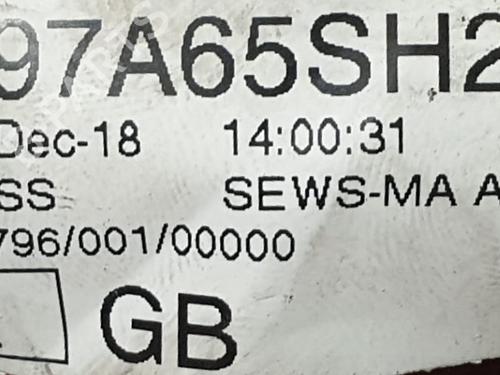 97A65SH2
Dec-18 14:00:31
SS SEWS-MA A
796/001/00000
GB